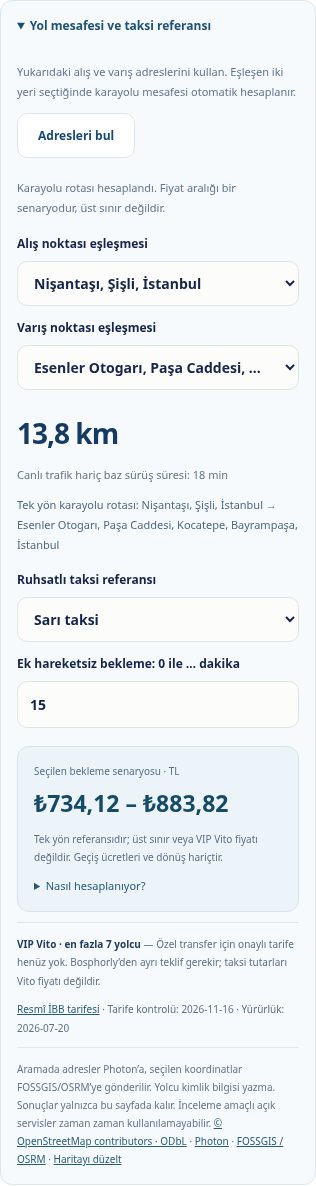 ▼ Yol mesafesi ve taksi referansı
Yukarıdaki alış ve varış adreslerini kullan. Eşleşen iki
yeri seçtiğinde karayolu mesafesi otomatik hesaplanır.
Adresleri bul
Karayolu rotası hesaplandı. Fiyat aralığı bir
senaryodur, üst sınır değildir.
Alış noktası eşleşmesi
Nişantaşı, Şişli, İstanbul
Varış noktası eşleşmesi
Esenler Otogarı, Paşa Caddesi, ...
13,8 km
Canlı trafik hariç baz sürüş süresi: 18 min
Tek yön karayolu rotası: Nişantaşı, Şişli, İstanbul →
Esenler Otogarı, Paşa Caddesi, Kocatepe, Bayrampaşa,
İstanbul
Ruhsatlı taksi referansı
Sarı taksi
Ek hareketsiz bekleme: 0 ile ... dakika
15
Seçilen bekleme senaryosu · TL
₺734,12 – ₺883,82
Tek yön referansıdır; üst sınır veya VIP Vito fiyatı
değildir. Geçiş ücretleri ve dönüş hariçtir.
▶ Nasıl hesaplanıyor?
VIP Vito · en fazla 7 yolcu — Özel transfer için onaylı tarife
henüz yok. Bosphorly’den ayrı teklif gerekir; taksi tutarları
Vito fiyatı değildir.
Resmî İBB tarifesi · Tarife kontrolü: 2026-11-16 · Yürürlük:
2026-07-20
Aramada adresler Photon’a, seçilen koordinatlar
FOSSGIS/OSRM’ye gönderilir. Yolcu kimlik bilgisi yazma.
Sonuçlar yalnızca bu sayfada kalır. İnceleme amaçlı açık
servisler zaman zaman kullanılamayabilir. ©
OpenStreetMap contributors · ODbL · Photon · FOSSGIS /
OSRM · Haritayı düzelt